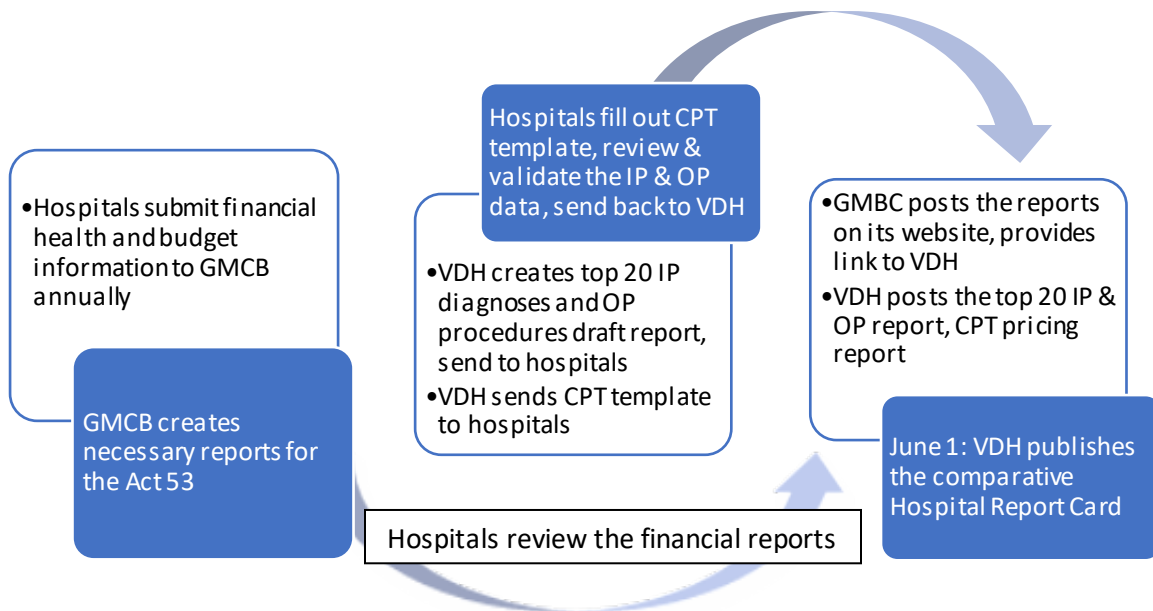 •Hospitals submit financial
health and budget
information to GMCB
annually
GMCB creates
necessary reports for
the Act 53
Hospitals fill out CPT
template, review &
validate the IP & OP
data, send back to VDH
•VDH creates top 20 IP
diagnoses and OP
procedures draft report,
send to hospitals
•VDH sends CPT template
to hospitals
Hospitals review the financial reports
•GMBC posts the reports
on its website, provides
link to VDH
•VDH posts the top 20 IP &
OP report, CPT pricing
report
June 1: VDH publishes
the comparative
Hospital Report Card